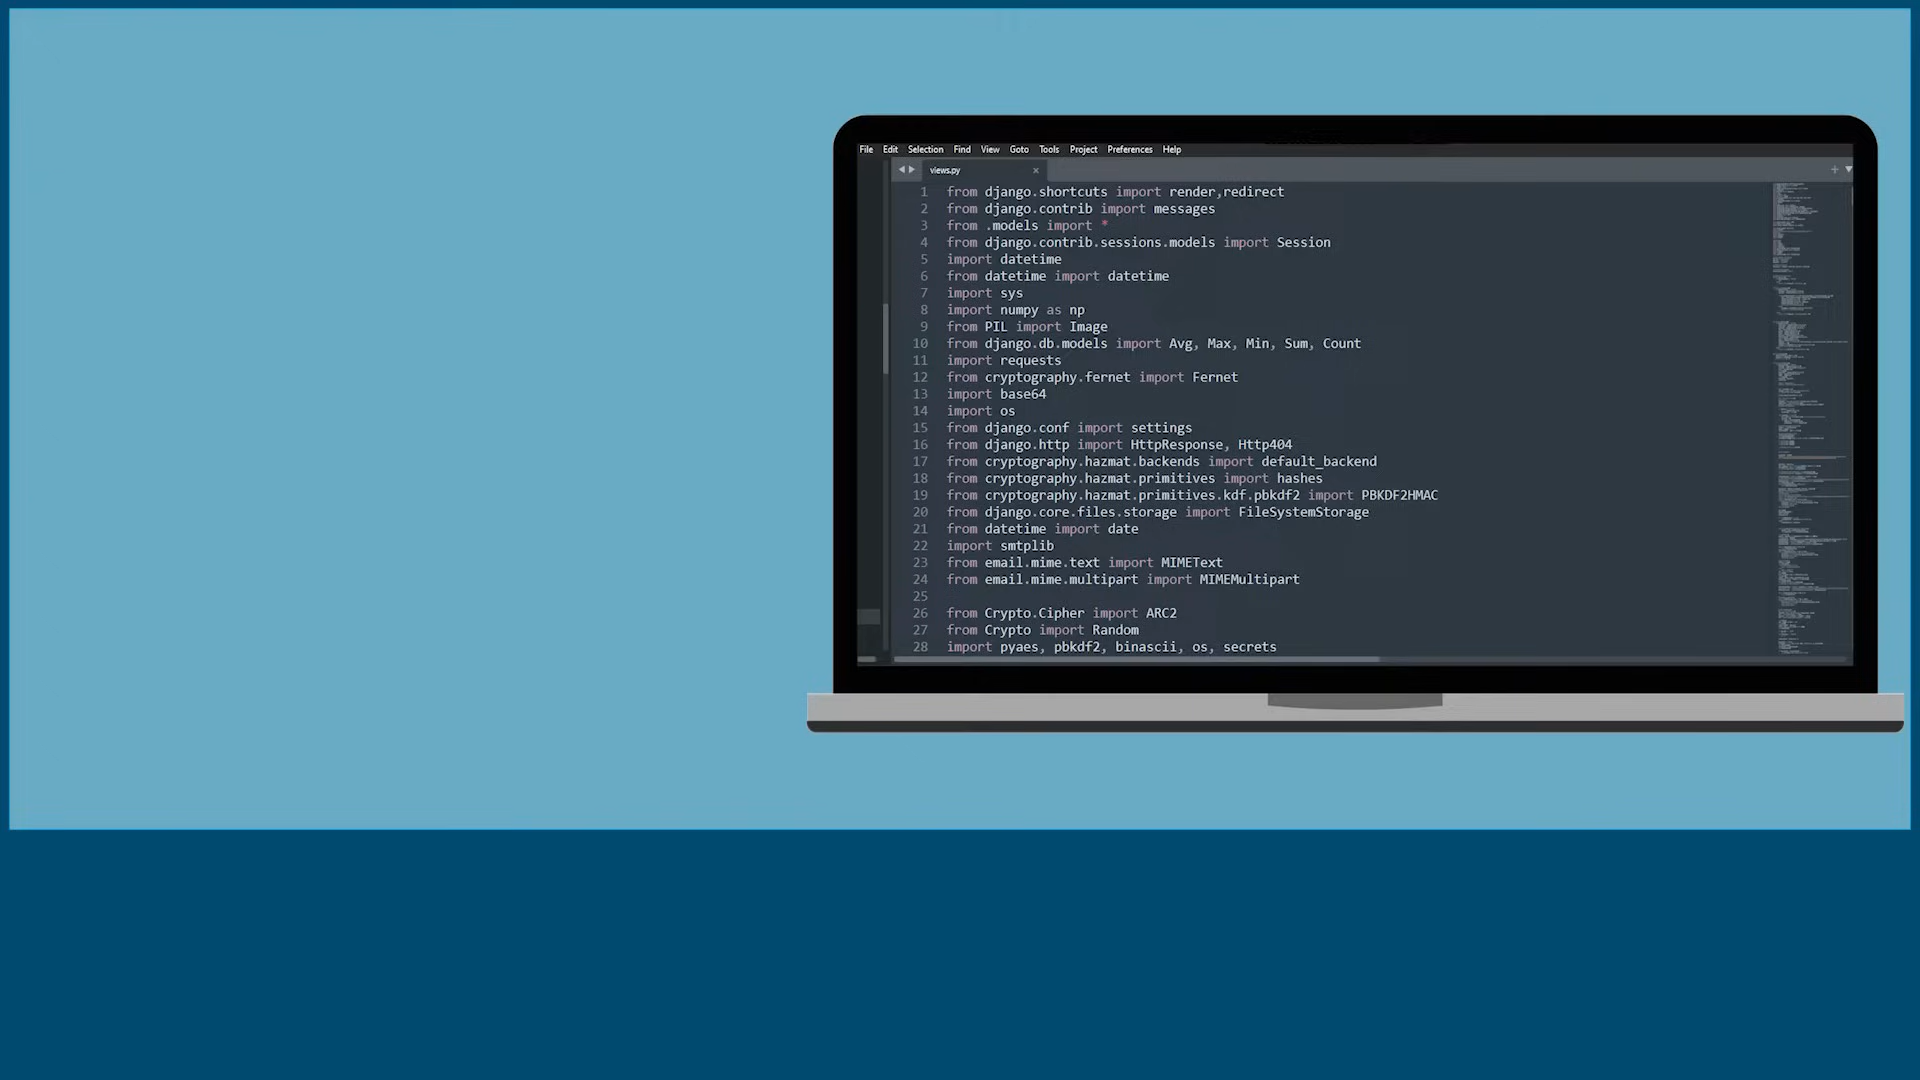 File Edit Selection Find View Goto Tools Project Preferences Help
views.py
1 from django.shortcuts import render,redirect
2 from django.contrib import messages
3 from .models import *
4 from django.contrib.sessions.models import Session
5 import datetime
6 from datetime import datetime
7 import sys
8 import numpy as np
9 from PIL import Image
10 from django.db.models import Avg, Max, Min, Sum, Count
11 import requests
12 from cryptography.fernet import Fernet
13 import base64
14 import os
15 from django.conf import settings
16 from django.http import HttpResponse, Http404
17 from cryptography.hazmat.backends import default_backend
18 from cryptography.hazmat.primitives import hashes
19 from cryptography.hazmat.primitives.kdf.pbkdf2 import PBKDF2HMAC
20 from django.core.files.storage import FileSystemStorage
21 from datetime import date
22 import smtplib
23 from email.mime.text import MIMEText
24 from email.mime.multipart import MIMEMultipart
25
26 from Crypto.Cipher import ARC2
27 from Crypto import Random
28 import pyaes, pbkdf2, binascii, os, secrets